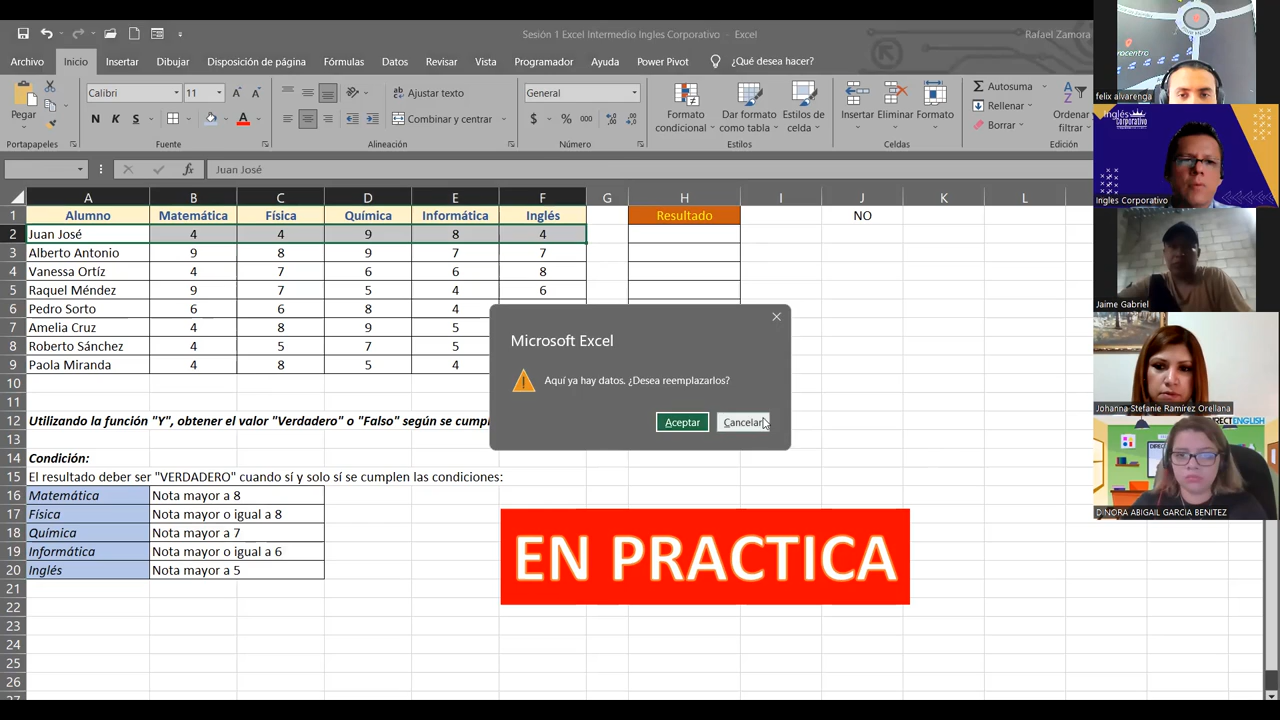 Sesión 1 Excel Intermedio Ingles Corporativo - Excel
Rafael Zamora
Archivo Inicio Insertar Dibujar Disposición de página Fórmulas Datos Revisar Vista Programador Ayuda Power Pivot ¿Qué desea hacer?
Pegar
Calibri 11
N K S
Ajustar texto
Combinar y centrar
General
$ % 000
Formato condicional
Dar formato como tabla
Estilos de celda
Insertar Eliminar Formato
Autosuma
Rellenar
Borrar
Ordenar filtrar
Portapapeles Fuente Alineación Número Estilos Celdas Edición
fx Juan José
A B C D E F G H I J K L
1 Alumno Matemática Física Química Informática Inglés Resultado NO
2 Juan José 4 4 9 8 4
3 Alberto Antonio 9 8 9 7 7
4 Vanessa Ortíz 4 7 6 6 8
5 Raquel Méndez 9 7 5 4 6
6 Pedro Sorto 6 6 8 4
7 Amelia Cruz 4 8 9 5
8 Roberto Sánchez 4 5 7 5
9 Paola Miranda 4 8 5 4
10
11
12 Utilizando la función "Y", obtener el valor "Verdadero" o "Falso" según se cumpl
13
14 Condición:
15 El resultado deber ser "VERDADERO" cuando sí y solo sí se cumplen las condiciones:
16 Matemática Nota mayor a 8
17 Física Nota mayor o igual a 8
18 Química Nota mayor a 7
19 Informática Nota mayor o igual a 6
20 Inglés Nota mayor a 5
21
22
23
24
25
26
27
Microsoft Excel
Aquí ya hay datos. ¿Desea reemplazarlos?
Aceptar Cancelar
EN PRACTICA
rocentro
felix alvarenga
Inglés
Corporativo
Ingles Corporativo
Jaime Gabriel
Johanna Stefanie Ramírez Orellana
DIRECTENGLISH
DINORA ABIGAIL GARCIA BENITEZ